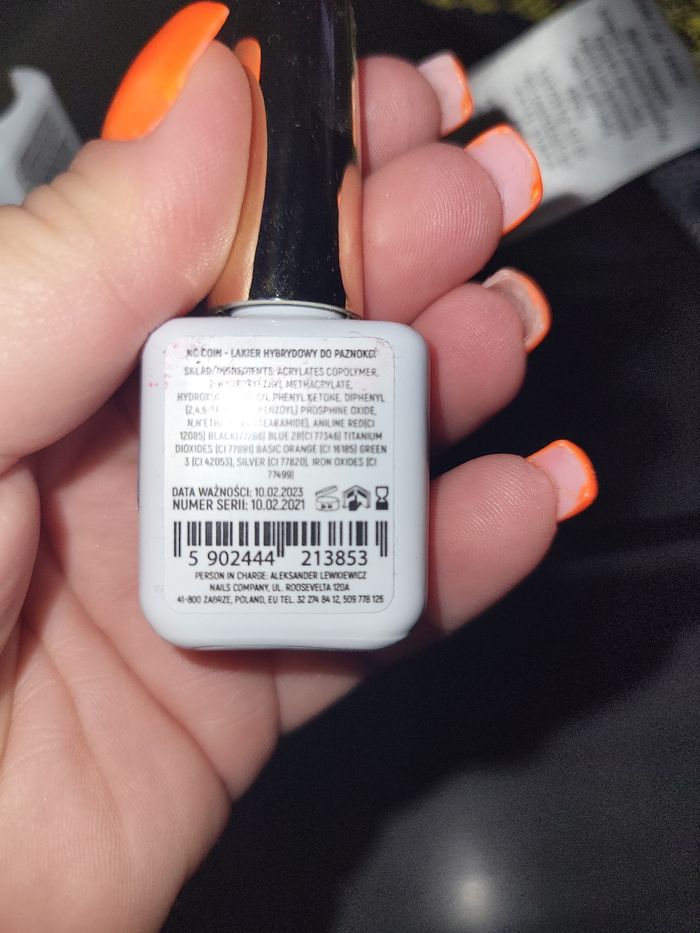 NC COIN - LAKIER HYBRYDOWY DO PAZNOKCI
SKŁAD/INGREDIENTS: ACRYLATES COPOLYMER,
METHACRYLATE,
PHENYL KETONE, DIPHENYL
PHOSPHINE OXIDE,
ANILINE RED(CI
12085) BLUE 28(CI 77346) TITANIUM
DIOXIDES (CI 77891) BASIC ORANGE (CI 16185) GREEN
3 (CI 42053), SILVER (CI 77820), IRON OXIDES (CI
77499)
DATA WAŻNOŚCI: 10.02.2023
NUMER SERII: 10.02.2021
5 902444 213853
PERSON IN CHARGE: ALEKSANDER LEWKIEWICZ
NAILS COMPANY, UL. ROOSEVELTA 120A
41-800 ZABRZE, POLAND, EU TEL. 32 274 84 12, 509 778 126